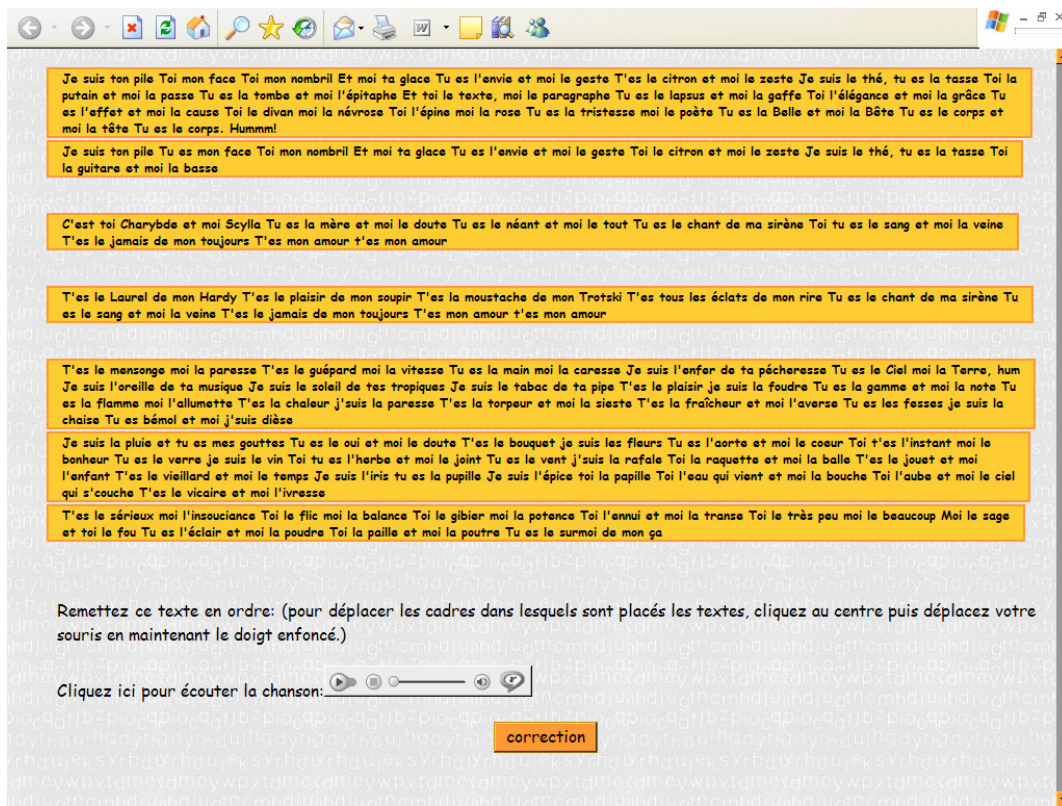 Je suis ton pile Toi mon face Toi mon nombril Et moi ta glace Tu es l'envie et moi le geste T'es le citron et moi le zeste Je suis le thé, tu es la tasse Toi la
putain et moi la passe Tu es la tombe et moi l'épitaphe Et toi le texte, moi le paragraphe Tu es le lapsus et moi la gaffe Toi l'élégance et moi la grâce Tu
es l'effet et moi la cause Toi le divan moi la névrose Toi l'épine moi la rose Tu es la tristesse moi le poète Tu es la Belle et moi la Bête Tu es le corps et
moi la tête Tu es le corps. Hummm!
Je suis ton pile Tu es mon face Toi mon nombril Et moi ta glace Tu es l'envie et moi le geste Toi le citron et moi le zeste Je suis le thé, tu es la tasse Toi
la guitare et moi la basse
C'est toi Charybde et moi Scylla Tu es la mère et moi le doute Tu es le néant et moi le tout Tu es le chant de ma sirène Toi tu es le sang et moi la veine
T'es le jamais de mon toujours T'es mon amour t'es mon amour
T'es le Laurel de mon Hardy T'es le plaisir de mon soupir T'es la moustache de mon Trotski T'es tous les éclats de mon rire Tu es le chant de ma sirène Tu
es le sang et moi la veine T'es le jamais de mon toujours T'es mon amour t'es mon amour
T'es le mensonge moi la paresse T'es le guépard moi la vitesse Tu es la main moi la caresse Je suis l'enfer de ta pécheresse Tu es le Ciel moi la Terre, hum
Je suis l'oreille de ta musique Je suis le soleil de tes tropiques Je suis le tabac de ta pipe T'es le plaisir je suis la foudre Tu es la gamme et moi la note Tu
es la flamme moi l'allumette T'es la chaleur j'suis la paresse T'es la torpeur et moi la sieste T'es la fraîcheur et moi l'averse Tu es les fesses je suis la
chaise Tu es bémol et moi j'suis dièse
Je suis la pluie et tu es mes gouttes Tu es le oui et moi le doute T'es le bouquet je suis les fleurs Tu es l'aorte et moi le coeur Toi t'es l'instant moi le
bonheur Tu es le verre je suis le vin Toi tu es l'herbe et moi le joint Tu es le vent j'suis la rafale Toi la raquette et moi la balle T'es le jouet et moi
l'enfant T'es le vieillard et moi le temps Je suis l'iris tu es la pupille Je suis l'épice toi la papille Toi l'eau qui vient et moi la bouche Toi l'aube et moi le ciel
qui s'couche T'es le vicaire et moi l'ivresse
T'es le sérieux moi l'insouciance Toi le flic moi la balance Toi le gibier moi la potence Toi l'ennui et moi la transe Toi le très peu moi le beaucoup Moi le sage
et toi le fou Tu es l'éclair et moi la poudre Toi la paille et moi la poutre Tu es le surmoi de mon ça
Remettez ce texte en ordre: (pour déplacer les cadres dans lesquels sont placés les textes, cliquez au centre puis déplacez votre
souris en maintenant le doigt enfoncé.)
Cliquez ici pour écouter la chanson:
correction